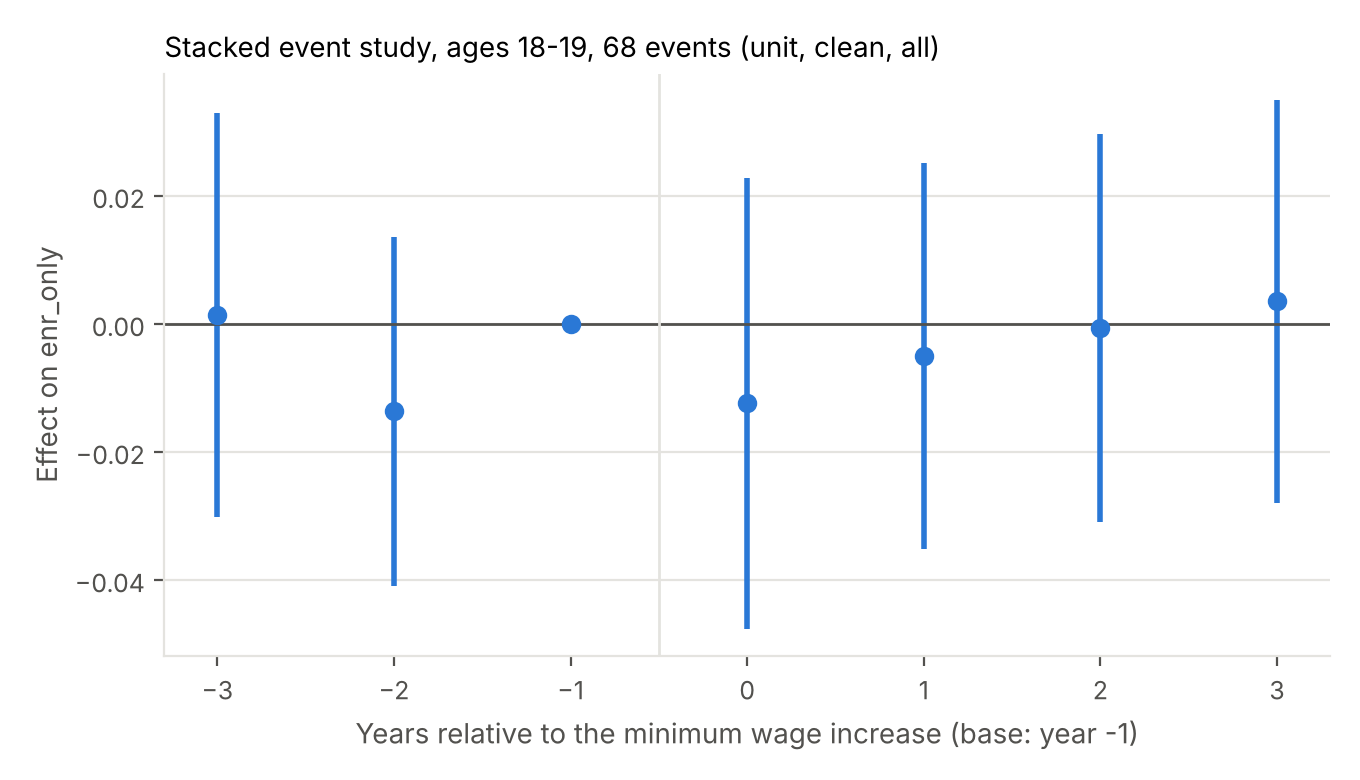 Stacked event study, ages 18-19, 68 events (unit, clean, all)
Effect on enr_only
0.02
0.00
−0.02
−0.04
−3 −2 −1 0 1 2 3
Years relative to the minimum wage increase (base: year -1)